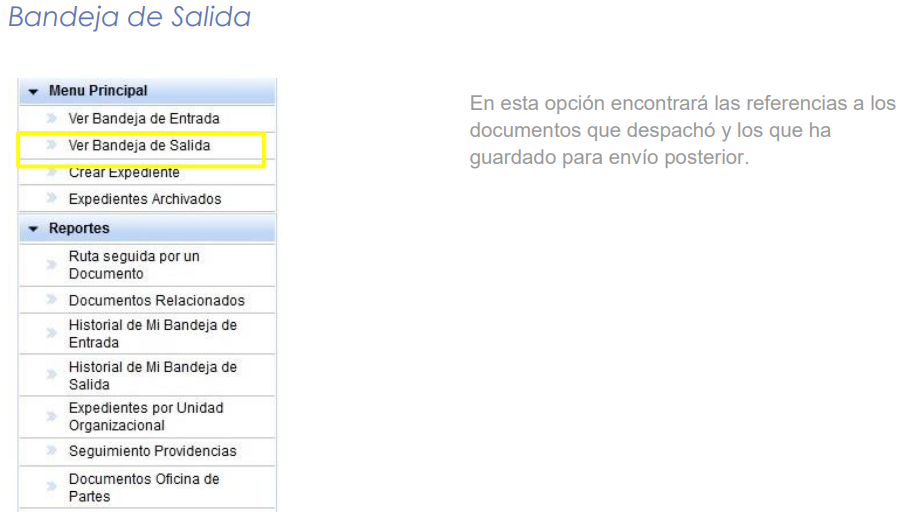 Bandeja de Salida
Menu Principal
Ver Bandeja de Entrada
Ver Bandeja de Salida
Crear Expediente
Expedientes Archivados
Reportes
Ruta seguida por un
Documento
Documentos Relacionados
Historial de Mi Bandeja de
Entrada
Historial de Mi Bandeja de
Salida
Expedientes por Unidad
Organizacional
Seguimiento Providencias
Documentos Oficina de
Partes
En esta opción encontrará las referencias a los
documentos que despachó y los que ha
guardado para envío posterior.